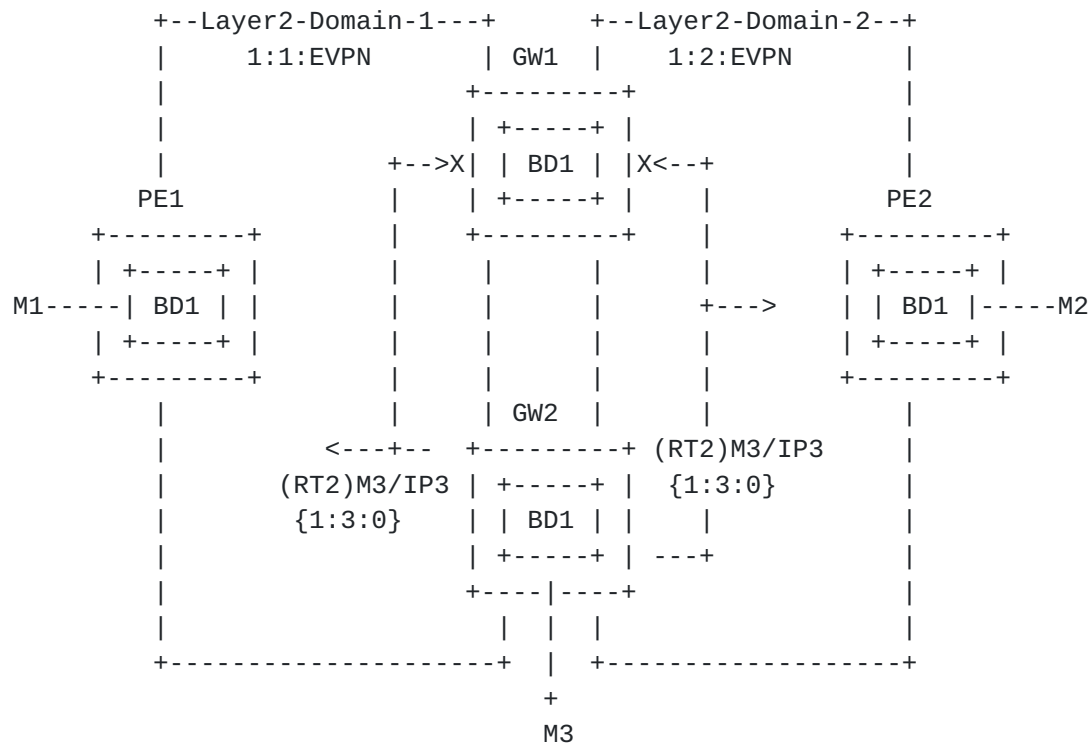 +--Layer2-Domain-1---+      +--Layer2-Domain-2--+
|     1:1:EVPN       | GW1  |    1:2:EVPN       |
|                   +---------+                 |
|                   | +-----+ |                 |
|              +-->X| | BD1 | |X<--+            |
PE1             |    | +-----+ |    |           PE2
+---------+        |    +---------+    |        +---------+
| +-----+ |        |     |      |      |        | +-----+ |
M1-----| BD1 | |        |     |      |      +--->    | | BD1 |-----M2
| +-----+ |        |     |      |      |        | +-----+ |
+---------+        |     |      |      |        +---------+
|              |     | GW2  |      |            |
|          <---+--  +---------+ (RT2)M3/IP3     |
|       (RT2)M3/IP3 | +-----+ |  {1:3:0}        |
|        {1:3:0}    | | BD1 | |    |            |
|                   | +-----+ | ---+            |
|                   +----|----+                 |
|                     |  |  |                   |
+---------------------+  |  +-------------------+
+
M3